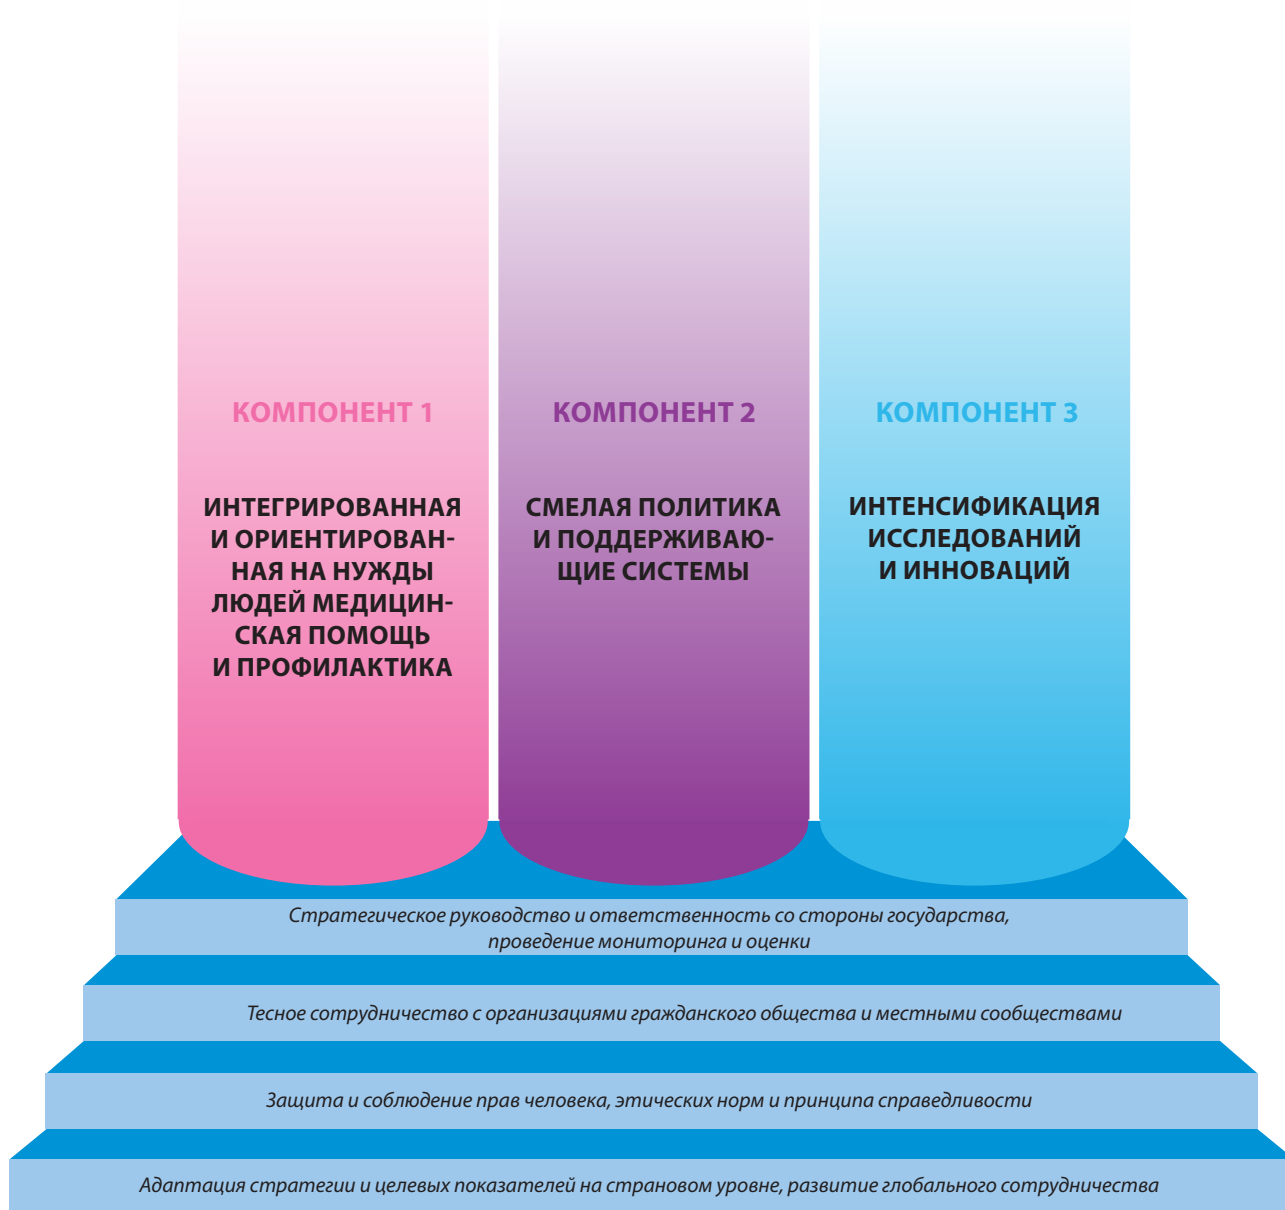 КОМПОНЕНТ 1
ИНТЕГРИРОВАННАЯ
И ОРИЕНТИРОВАН-
НАЯ НА НУЖДЫ
ЛЮДЕЙ МЕДИЦИН-
СКАЯ ПОМОЩЬ
И ПРОФИЛАКТИКА
КОМПОНЕНТ 2
СМЕЛАЯ ПОЛИТИКА
И ПОДДЕРЖИВАЮ-
ЩИЕ СИСТЕМЫ
КОМПОНЕНТ 3
ИНТЕНСИФИКАЦИЯ
ИССЛЕДОВАНИЙ
И ИННОВАЦИЙ
Стратегическое руководство и ответственность со стороны государства,
проведение мониторинга и оценки
Тесное сотрудничество с организациями гражданского общества и местными сообществами
Защита и соблюдение прав человека, этических норм и принципа справедливости
Адаптация стратегии и целевых показателей на страновом уровне, развитие глобального сотрудничества